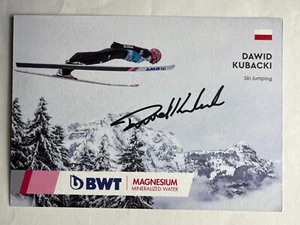 DAWID
KUBACKI
Ski Jumping
BWT
MAGNESIUM
MINERALIZED WATER